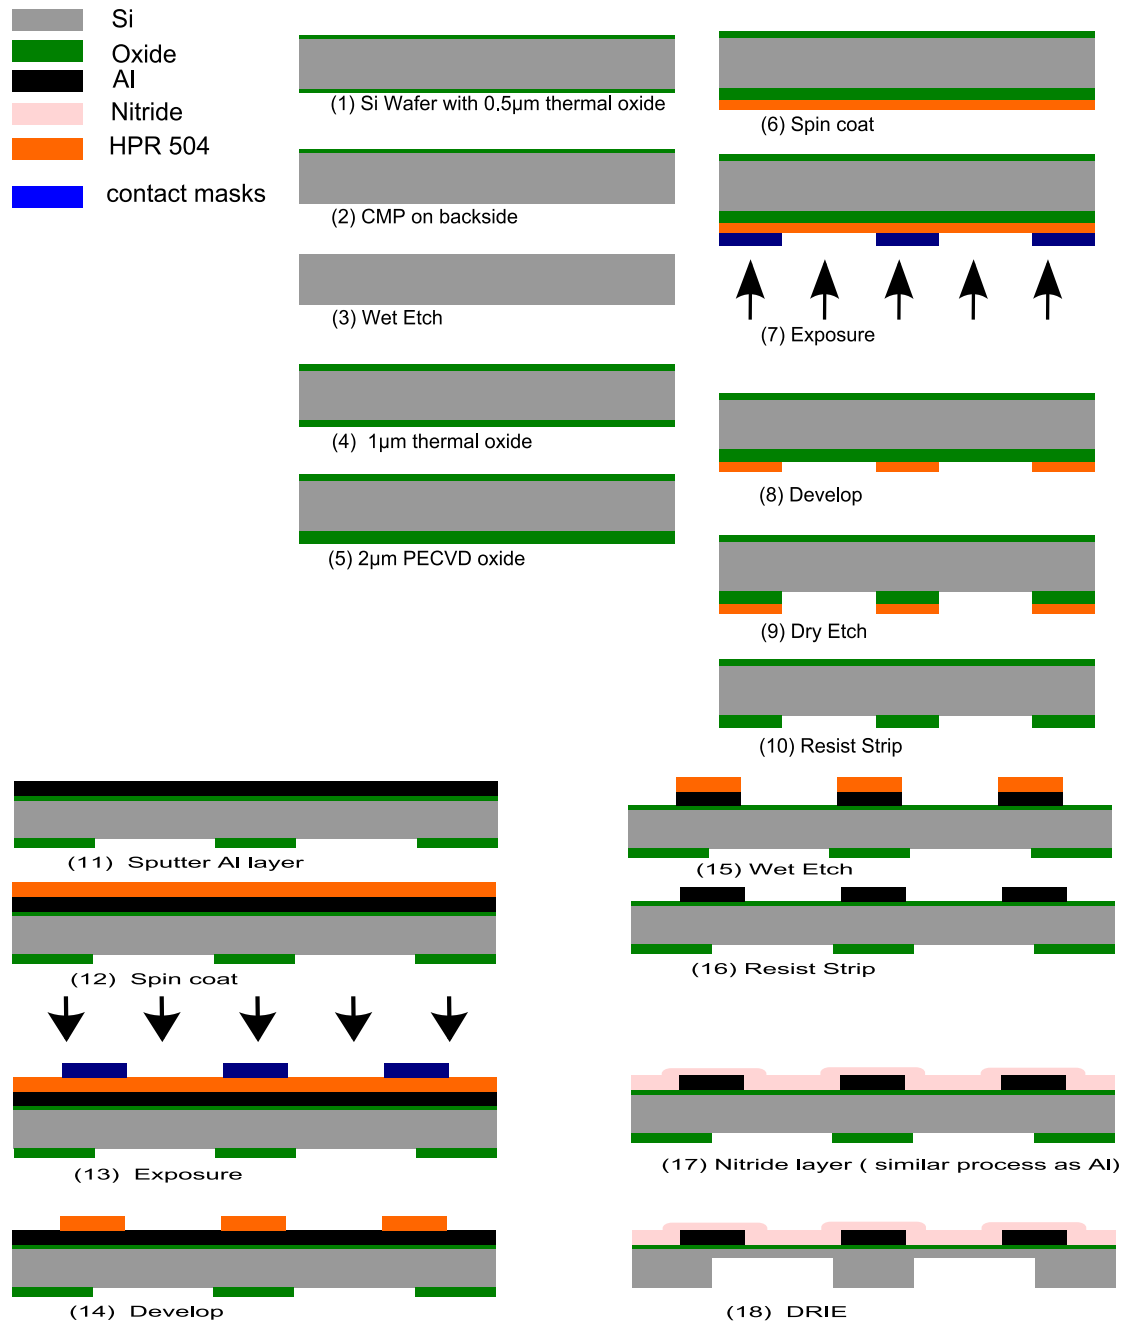 Si
Oxide
Al
Nitride
HPR 504
contact masks
(1) Si Wafer with 0.5µm thermal oxide
(2) CMP on backside
(3) Wet Etch
(4) 1µm thermal oxide
(5) 2µm PECVD oxide
(6) Spin coat
(7) Exposure
(8) Develop
(9) Dry Etch
(10) Resist Strip
(11) Sputter Al layer
(12) Spin coat
(13) Exposure
(14) Develop
(15) Wet Etch
(16) Resist Strip
(17) Nitride layer ( similar process as Al)
(18) DRIE